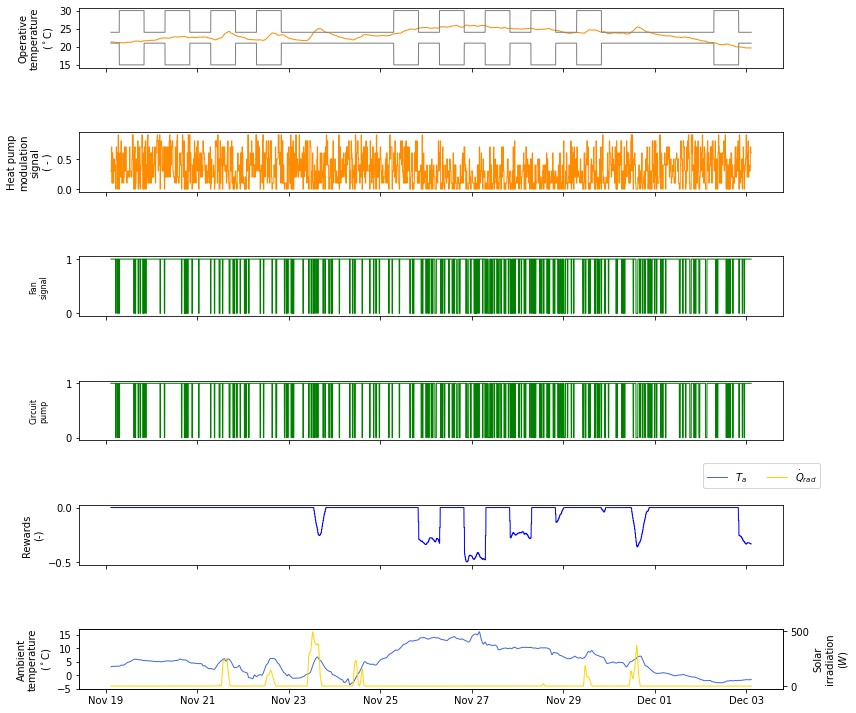 Operative
temperature
(°C)
30
25
20
15
Heat pump
modulation
signal
( - )
0.5
0.0
Fan
signal
1
0
Circuit
pump
1
0
T_a Q̇_rad
Rewards
(-)
0.0
−0.5
Ambient
temperature
(°C)
15
10
5
0
−5
500
0
Solar
irradiation
(W)
Nov 19 Nov 21 Nov 23 Nov 25 Nov 27 Nov 29 Dec 01 Dec 03